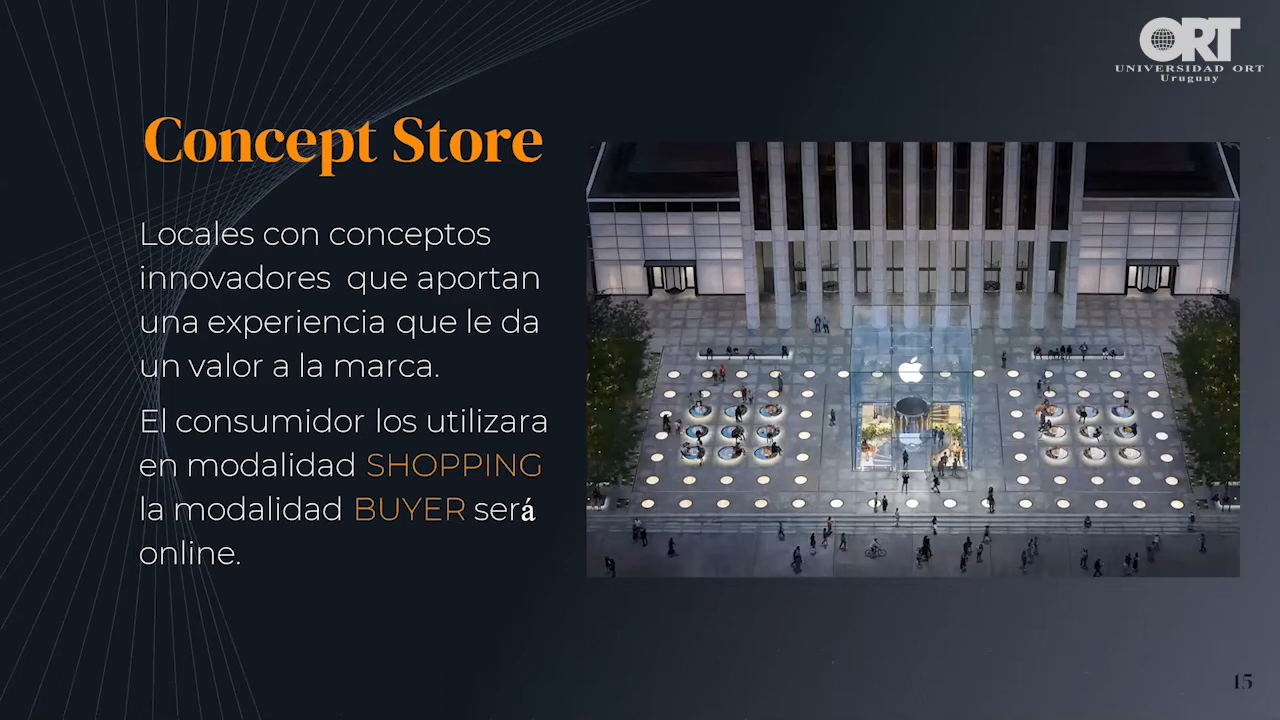 ORT
UNIVERSIDAD ORT
Uruguay
Concept Store
Locales con conceptos
innovadores que aportan
una experiencia que le da
un valor a la marca.
El consumidor los utilizara
en modalidad SHOPPING
la modalidad BUYER será
online.
15